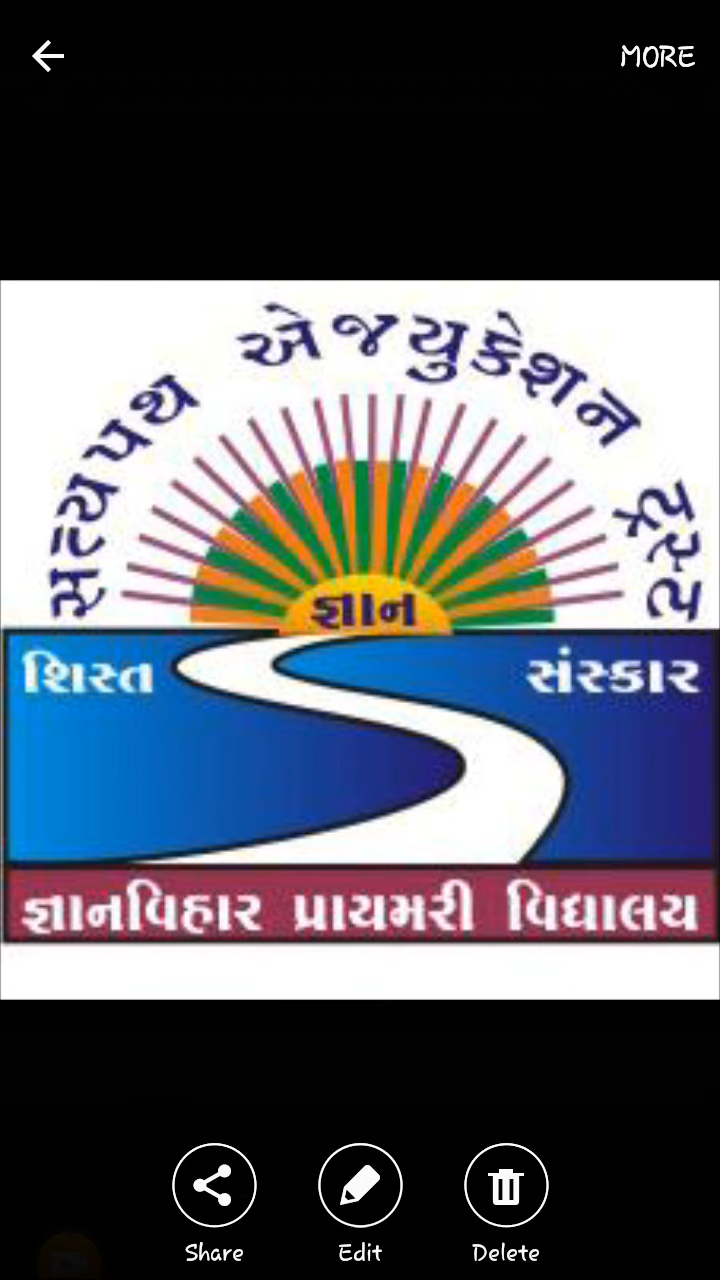 MORE
સત્યપથ એજયુકેશન ટ્રસ્ટ
જ્ઞાન
શિસ્ત સંસ્કાર
જ્ઞાનવિહાર પ્રાયમરી વિદ્યાલય
Share Edit Delete